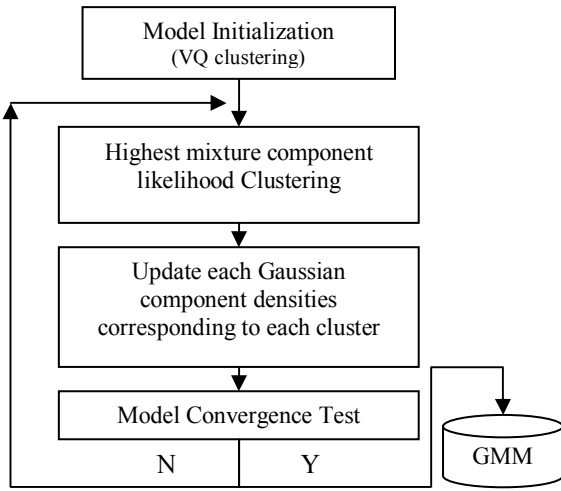 Model Initialization
(VQ clustering)
Highest mixture component
likelihood Clustering
Update each Gaussian
component densities
corresponding to each cluster
Model Convergence Test
N
Y
GMM